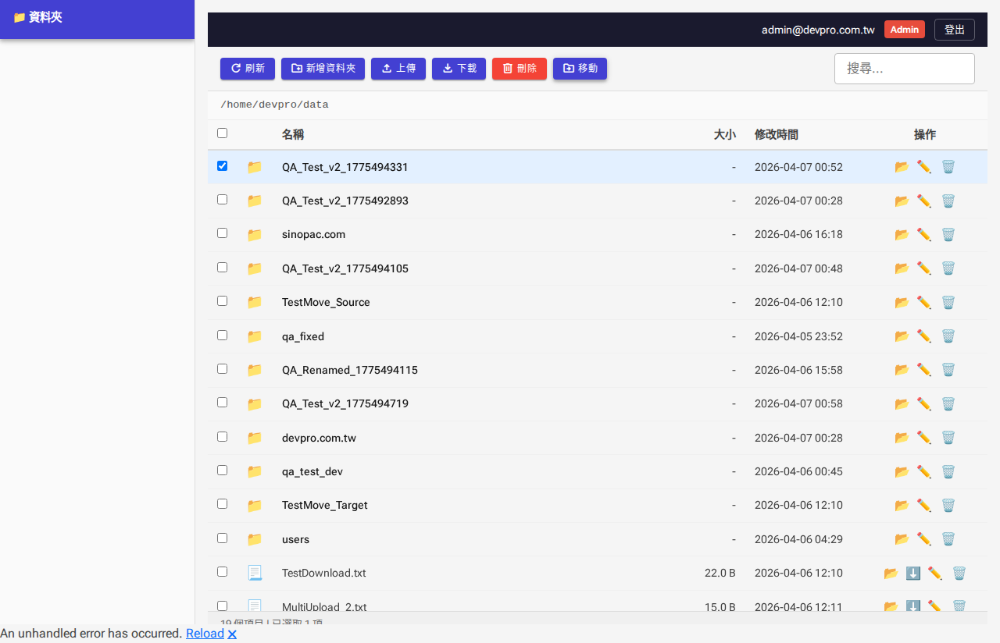 資料夾
admin@devpro.com.tw Admin 登出
刷新 新增資料夾 上傳 下載 刪除 移動 搜尋...
/home/devpro/data
名稱 大小 修改時間 操作
QA_Test_v2_1775494331 - 2026-04-07 00:52
QA_Test_v2_1775492893 - 2026-04-07 00:28
sinopac.com - 2026-04-06 16:18
QA_Test_v2_1775494105 - 2026-04-07 00:48
TestMove_Source - 2026-04-06 12:10
qa_fixed - 2026-04-05 23:52
QA_Renamed_1775494115 - 2026-04-06 15:58
QA_Test_v2_1775494719 - 2026-04-07 00:58
devpro.com.tw - 2026-04-07 00:28
qa_test_dev - 2026-04-06 00:45
TestMove_Target - 2026-04-06 12:10
users - 2026-04-06 04:29
TestDownload.txt 22.0 B 2026-04-06 12:10
MultiUpload_2.txt 15.0 B 2026-04-06 12:11
19 個項目 | 已選取 1 項
An unhandled error has occurred. Reload X